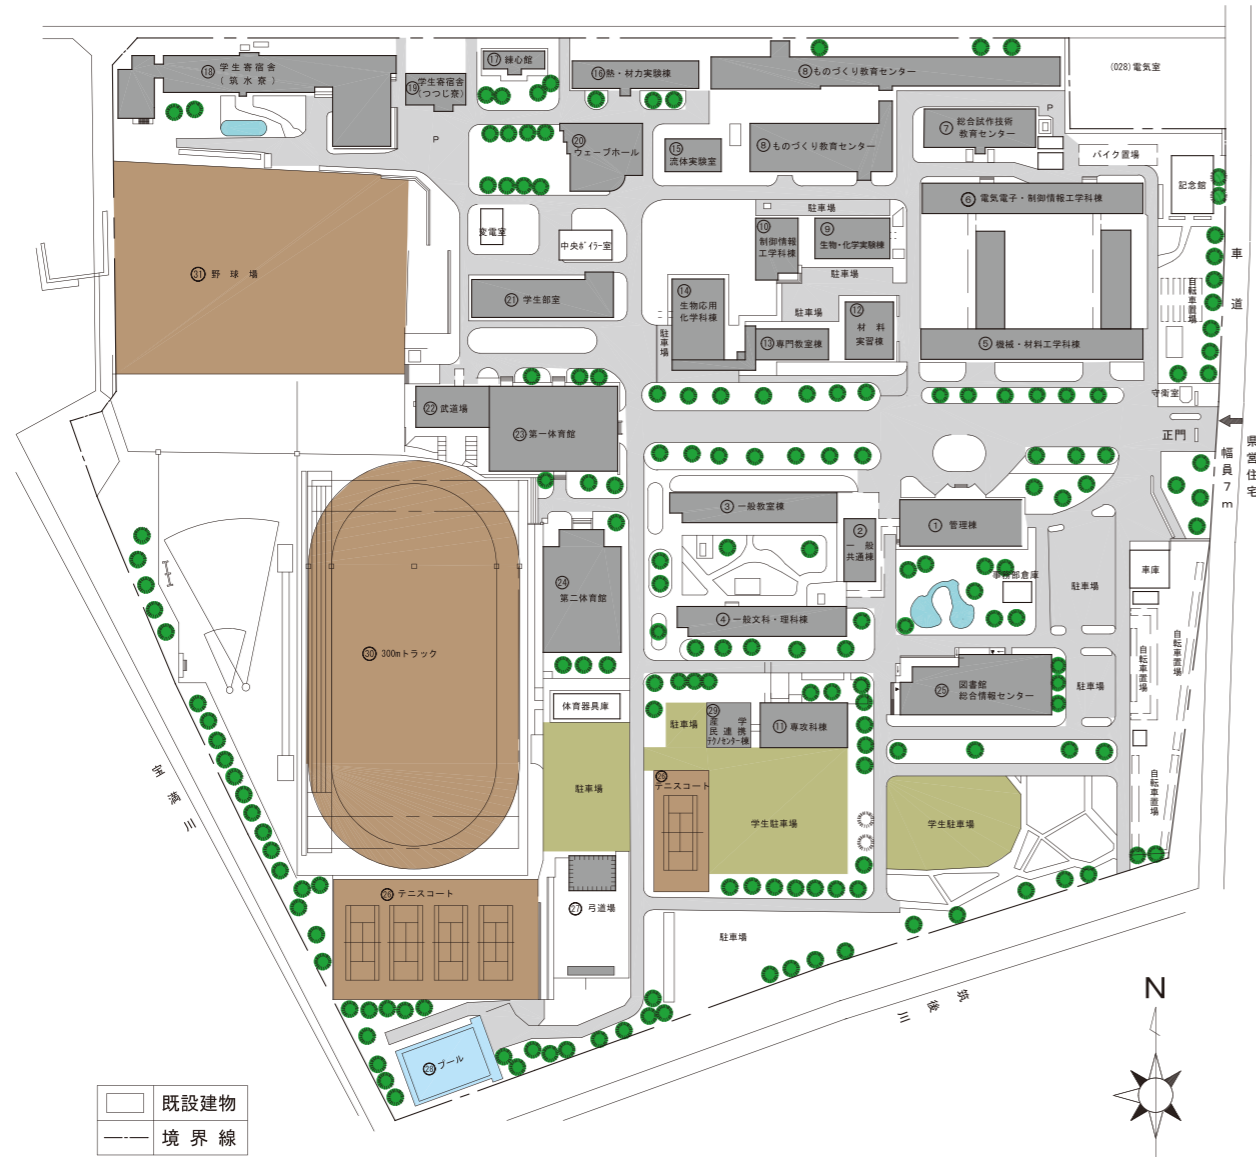 ⑱ 学生寄宿舎
(筑水寮)
⑲ 学生寄宿舎
(つつじ寮)
⑰ 練心館
⑯ 熱・材力実験棟
⑧ ものづくり教育センター
(028)電気室
P
⑳
ウェーブホール
⑮
流体実験室
⑧ ものづくり教育センター
⑦ 総合試作技術
教育センター
P
バイク置場
記念館
⑥ 電気電子・制御情報工学科棟
変電室
中央ボイラー室
駐車場
⑩
制御情報
工学科棟
⑨
生物・化学実験棟
駐車場
㉛ 野球場
㉑ 学生部室
⑭
生物応用
化学科棟
駐車場
⑫
材料
実習棟
⑬ 専門教室棟
駐車場
⑤ 機械・材料工学科棟
自転車置場
車道
守衛室
正門
県営住宅
幅員7m
㉒ 武道場
㉓ 第一体育館
③ 一般教室棟
②
一般
共通棟
① 管理棟
事務部倉庫
駐車場
車庫
㉔
第二体育館
④ 一般文科・理科棟
㉚ 300mトラック
㉕ 図書館
総合情報センター
駐車場
自転車置場
自転車置場
自転車置場
体育器具庫
駐車場
駐車場
㉙
産学
民連携
テクノセンター棟
⑪ 専攻科棟
㉖
テニスコート
学生駐車場
学生駐車場
㉖ テニスコート
㉗ 弓道場
駐車場
㉘ プール
筑後川
N
既設建物
境界線